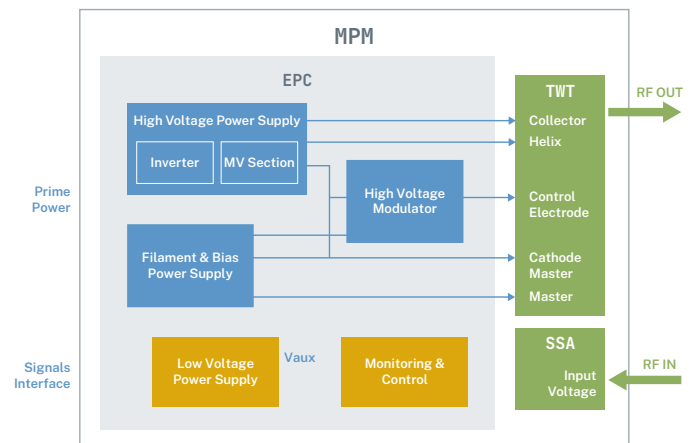 MPM
EPC
High Voltage Power Supply
Inverter
MV Section
High Voltage
Modulator
Filament & Bias
Power Supply
Low Voltage
Power Supply
Vaux
Monitoring &
Control
Prime
Power
Signals
Interface
TWT
Collector
Helix
Control
Electrode
Cathode
Master
Master
SSA
Input
Voltage
RF OUT
RF IN